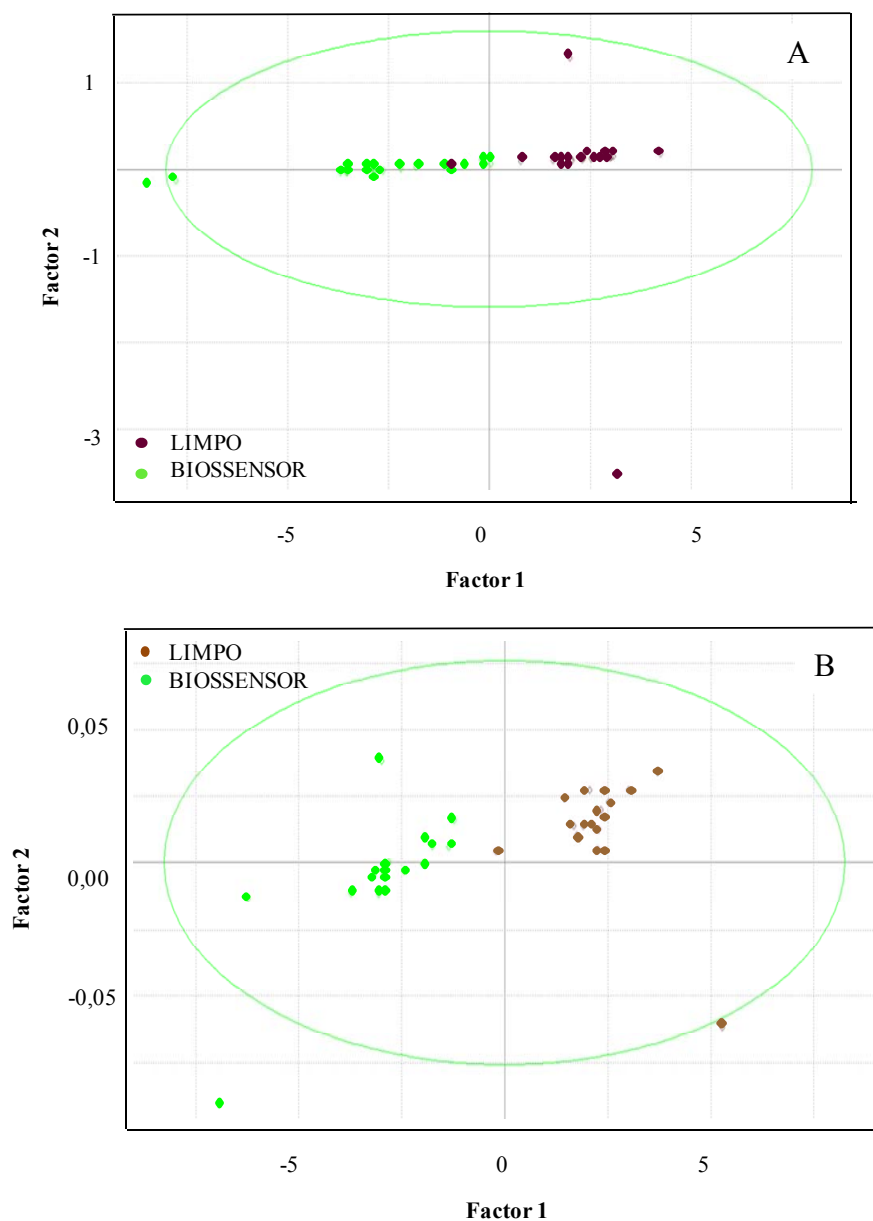 A
1
-1
-3
Factor 2
LIMPO
BIOSSENSOR
-5 0 5
Factor 1
LIMPO
BIOSSENSOR
B
0,05
0,00
-0,05
Factor 2
-5 0 5
Factor 1